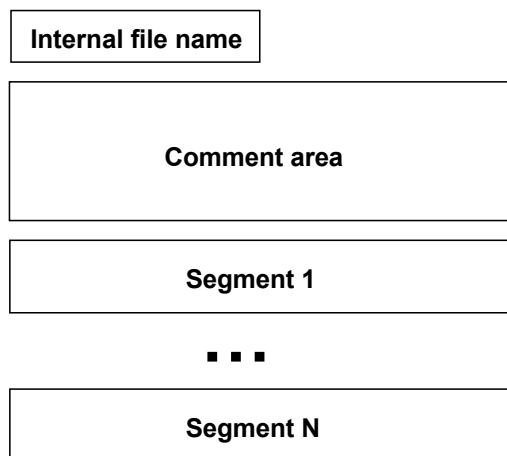 Internal file name
Comment area
Segment 1
...
Segment N